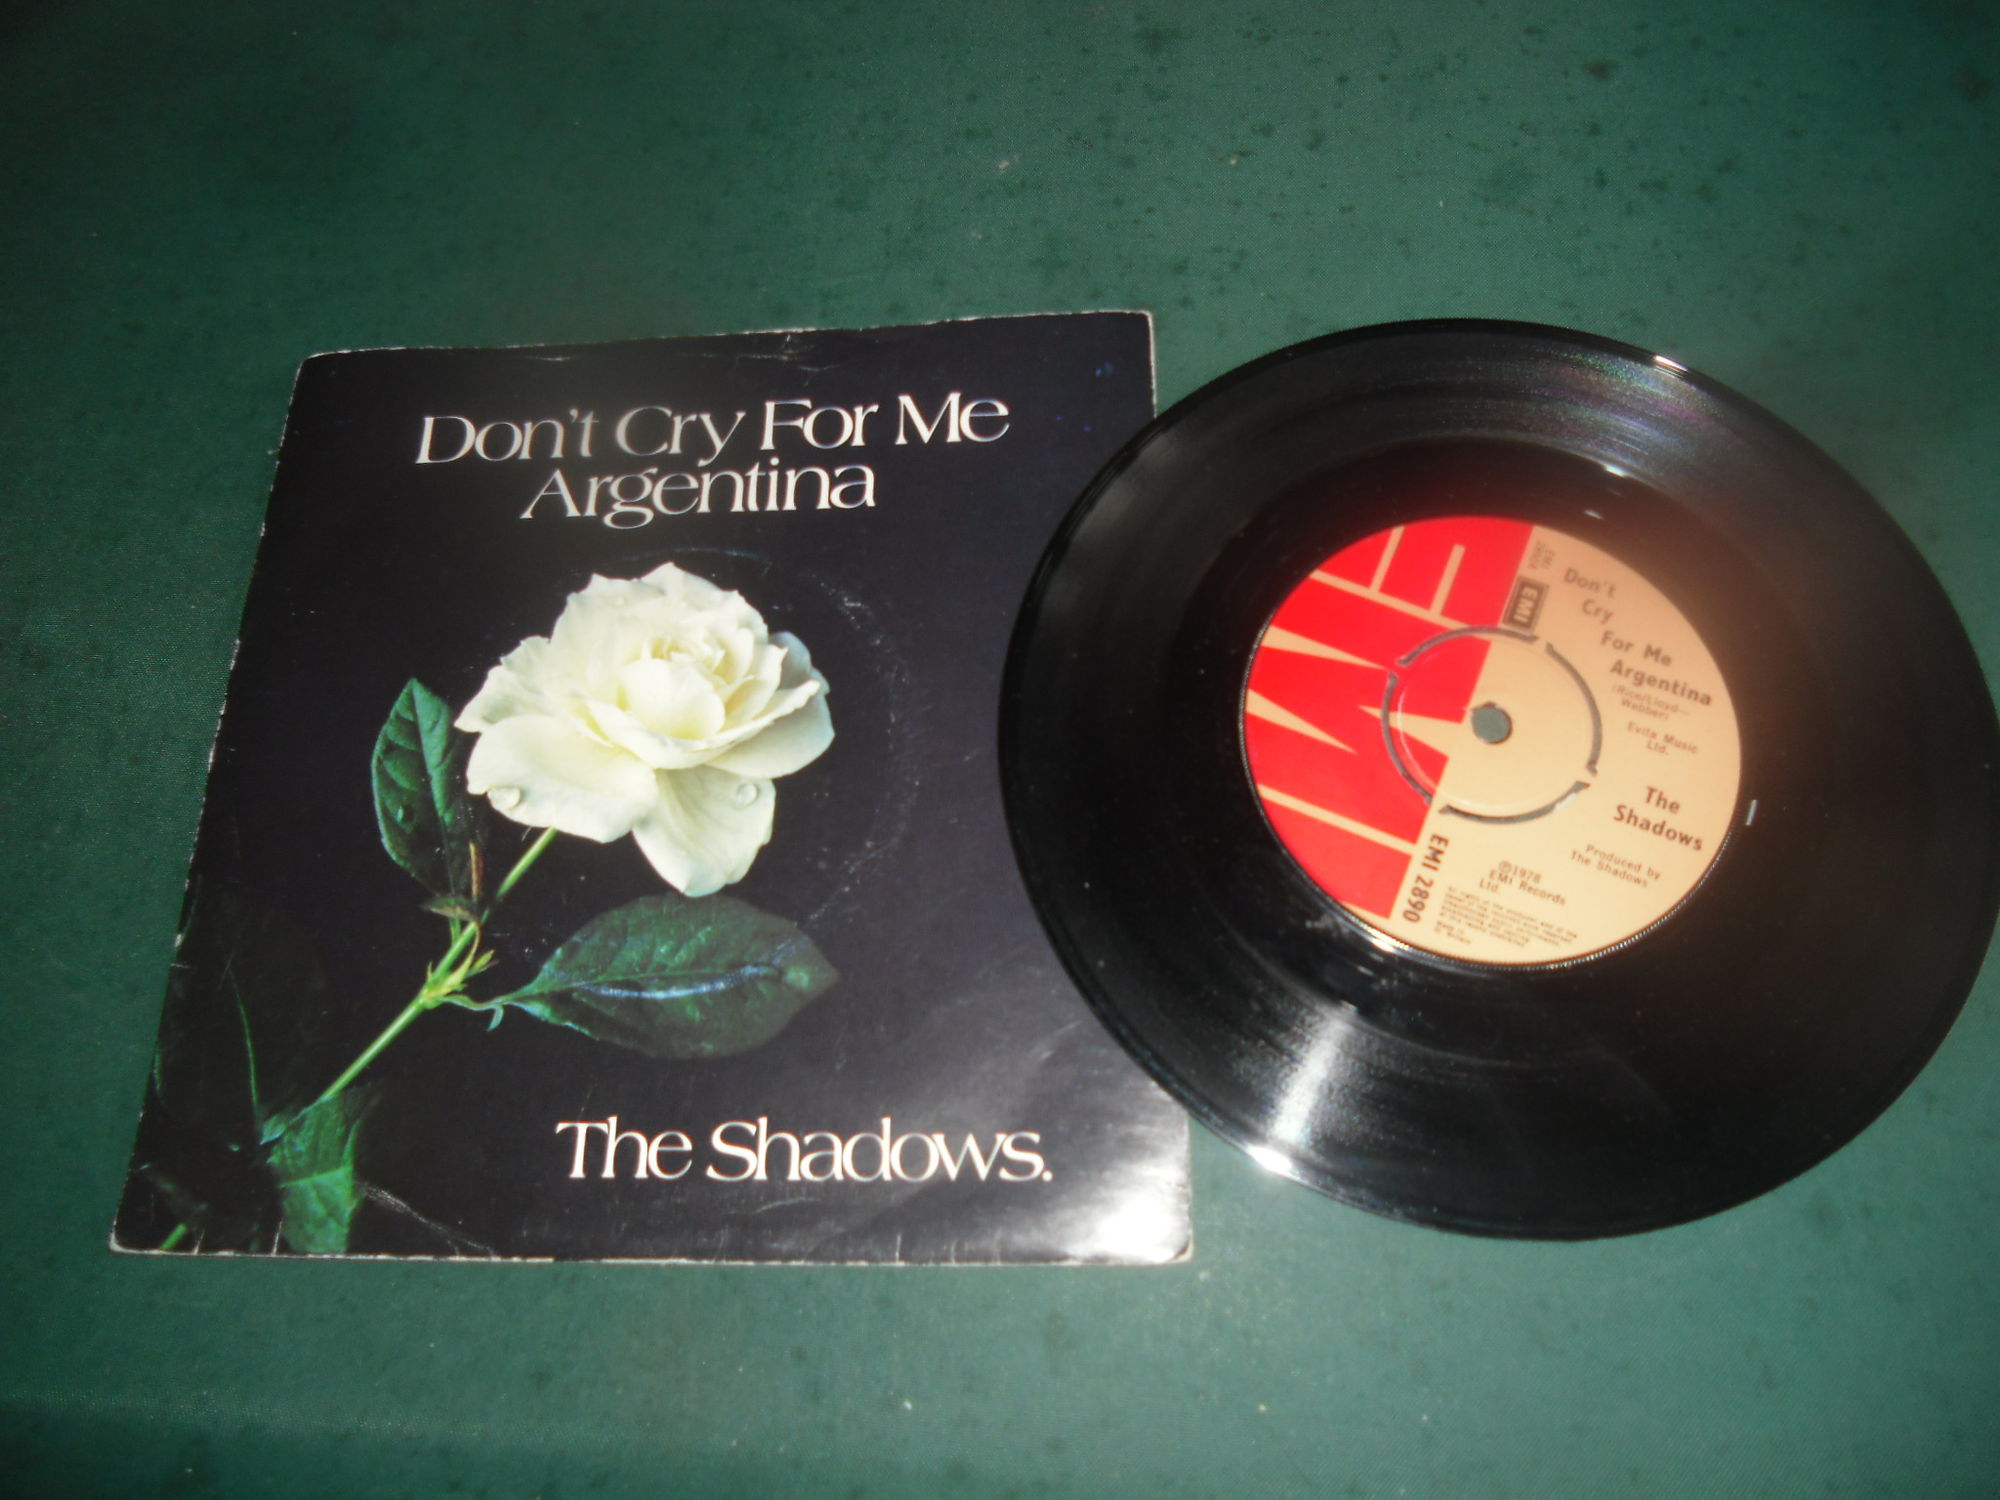 Don't Cry For Me
Argentina
The Shadows.
EMI
EMI
Don't
Cry
For Me
Argentina
(Rice/Lloyd—
Webber)
Evita Music
Ltd.
The
Shadows
Produced by
The Shadows
℗1978
EMI Records
Ltd.
EMI 2890